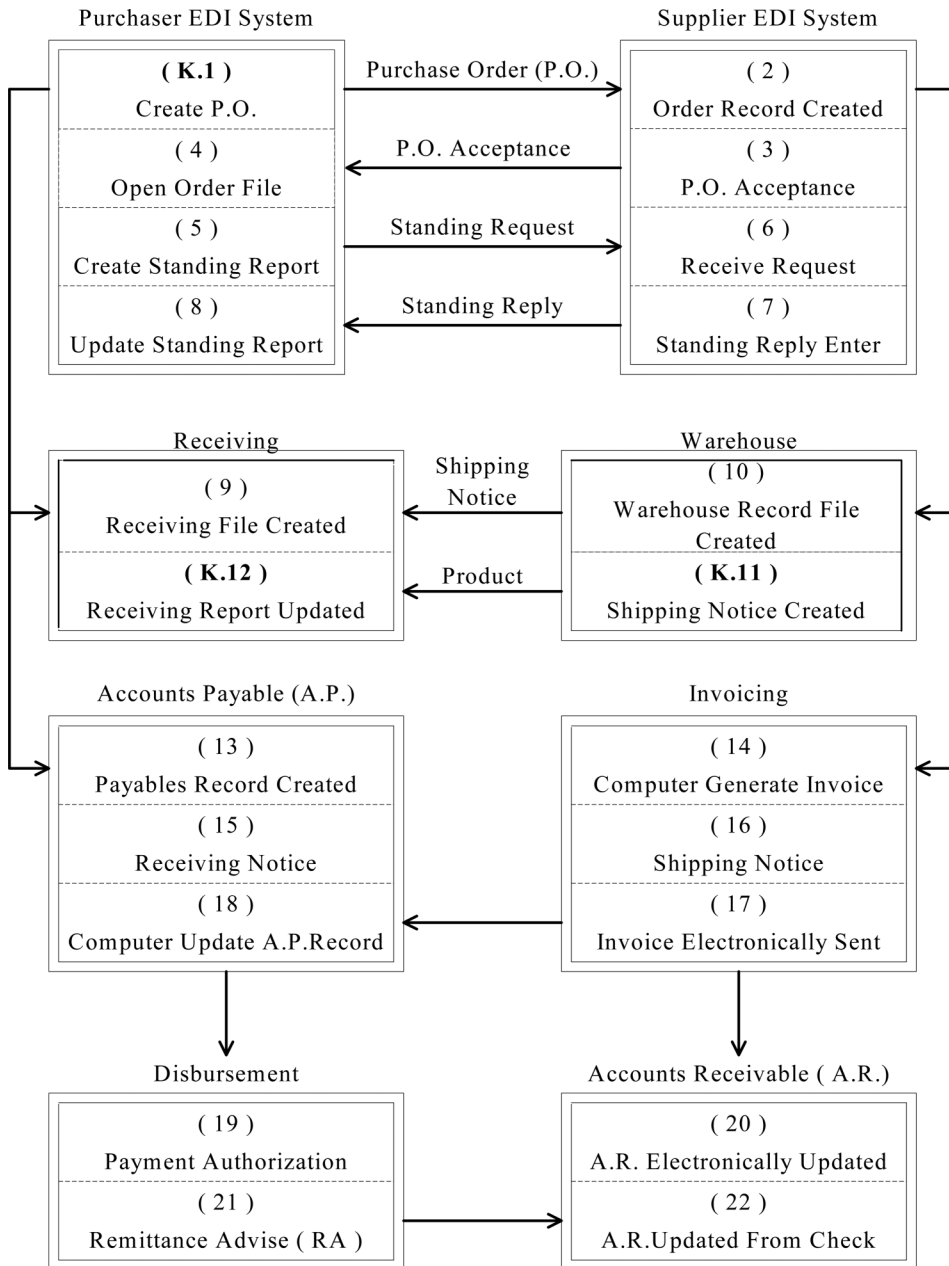 Purchaser EDI System
Supplier EDI System
( K.1 )
Create P.O.
Purchase Order (P.O.)
( 2 )
Order Record Created
( 4 )
Open Order File
P.O. Acceptance
( 3 )
P.O. Acceptance
( 5 )
Create Standing Report
Standing Request
( 6 )
Receive Request
( 8 )
Update Standing Report
Standing Reply
( 7 )
Standing Reply Enter
Receiving
Warehouse
( 9 )
Receiving File Created
Shipping
Notice
( 10 )
Warehouse Record File
Created
( K.12 )
Receiving Report Updated
Product
( K.11 )
Shipping Notice Created
Accounts Payable (A.P.)
Invoicing
( 13 )
Payables Record Created
( 14 )
Computer Generate Invoice
( 15 )
Receiving Notice
( 16 )
Shipping Notice
( 18 )
Computer Update A.P.Record
( 17 )
Invoice Electronically Sent
Disbursement
Accounts Receivable ( A.R.)
( 19 )
Payment Authorization
( 20 )
A.R. Electronically Updated
( 21 )
Remittance Advise ( RA )
( 22 )
A.R.Updated From Check